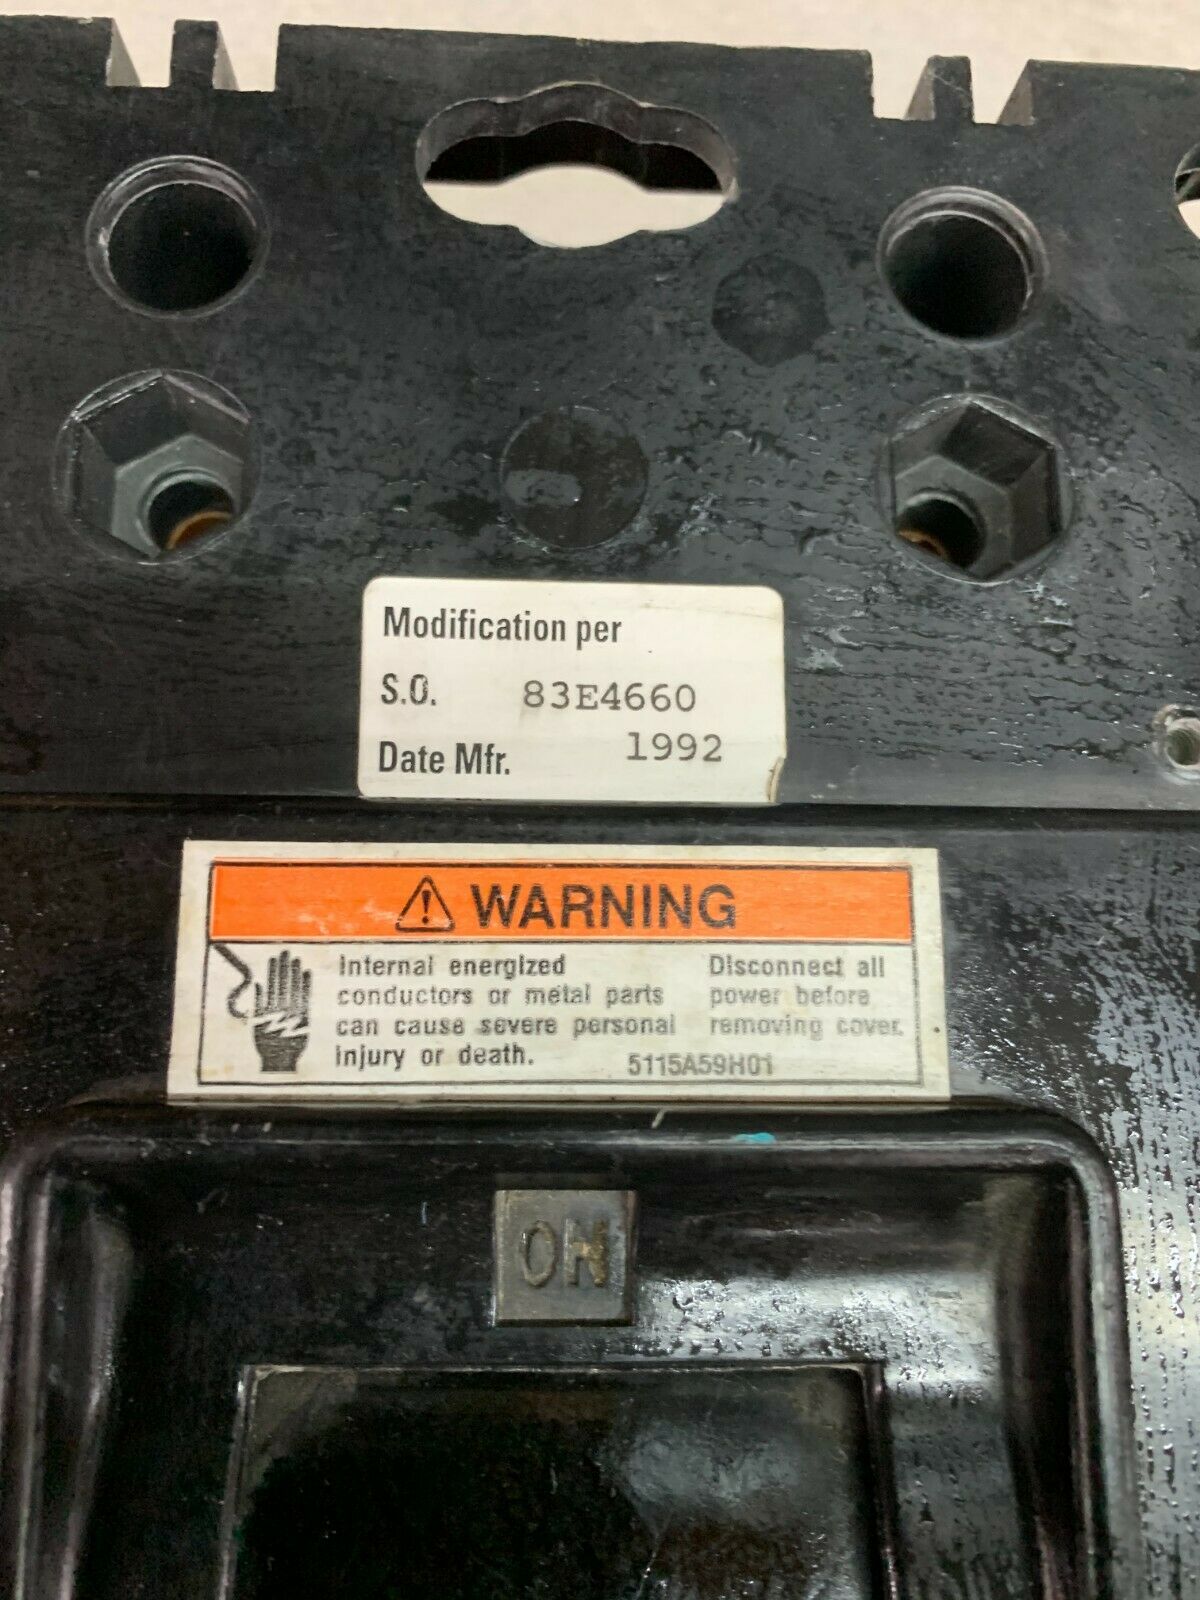 Modification per
S.O. 83E4660
Date Mfr. 1992
WARNING
Internal energized
conductors or metal parts
can cause severe personal
injury or death.
Disconnect all
power before
removing cover.
5115A59H01
ON